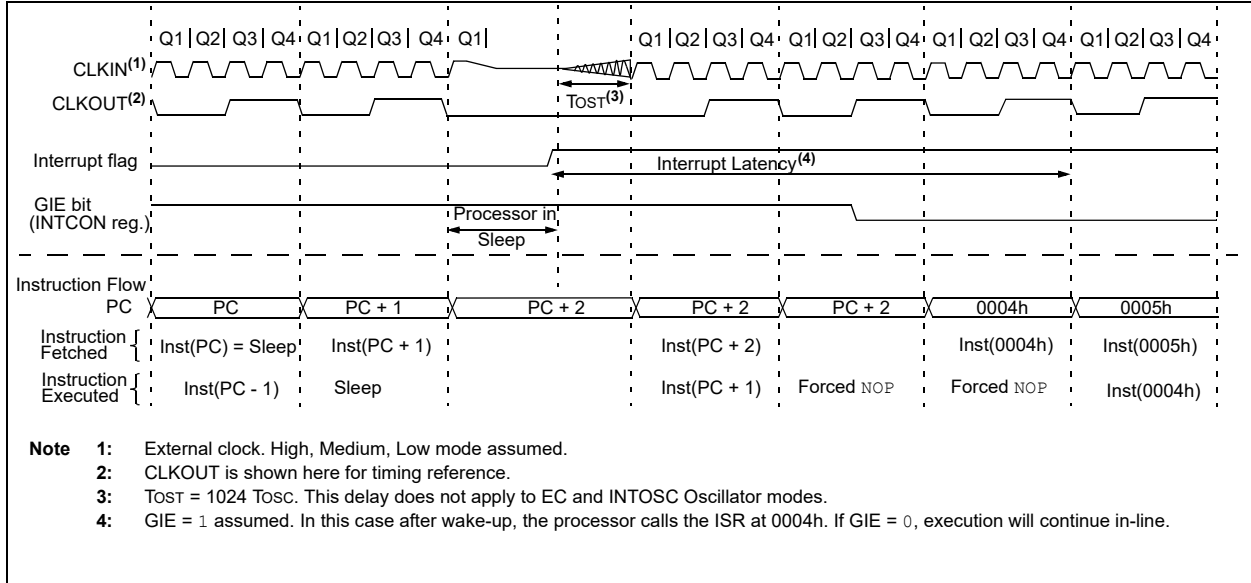 Q1 Q2 Q3 Q4 Q1 Q2 Q3 Q4 Q1 Q1 Q2 Q3 Q4 Q1 Q2 Q3 Q4 Q1 Q2 Q3 Q4 Q1 Q2 Q3 Q4
CLKIN(1)
CLKOUT(2)
TOST(3)
Interrupt flag
Interrupt Latency(4)
GIE bit
(INTCON reg.)
Processor in
Sleep
Instruction Flow
PC PC PC + 1 PC + 2 PC + 2 PC + 2 0004h 0005h
Instruction
Fetched
Inst(PC) = Sleep Inst(PC + 1) Inst(PC + 2) Inst(0004h) Inst(0005h)
Instruction
Executed
Inst(PC - 1) Sleep Inst(PC + 1) Forced NOP Forced NOP Inst(0004h)
Note 1: External clock. High, Medium, Low mode assumed.
2: CLKOUT is shown here for timing reference.
3: TOST = 1024 TOSC. This delay does not apply to EC and INTOSC Oscillator modes.
4: GIE = 1 assumed. In this case after wake-up, the processor calls the ISR at 0004h. If GIE = 0, execution will continue in-line.